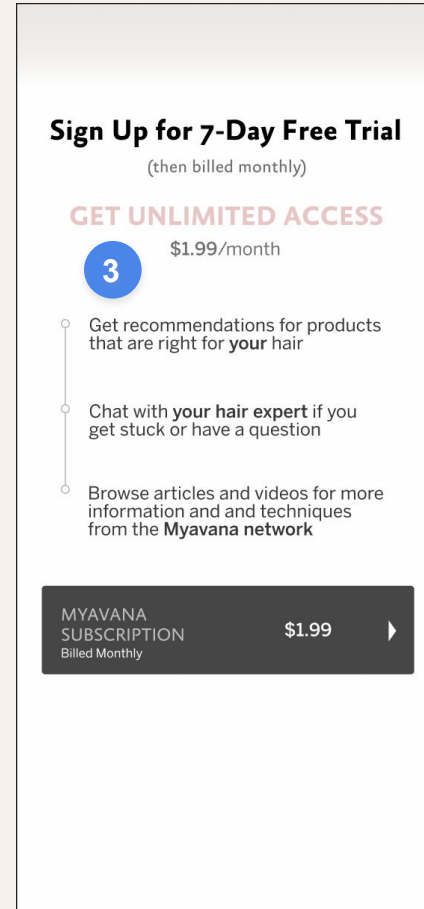 Sign Up for 7-Day Free Trial
(then billed monthly)
GET UNLIMITED ACCESS
$1.99/month
3
Get recommendations for products
that are right for your hair
Chat with your hair expert if you
get stuck or have a question
Browse articles and videos for more
information and and techniques
from the Myavana network
MYAVANA
SUBSCRIPTION
Billed Monthly
$1.99